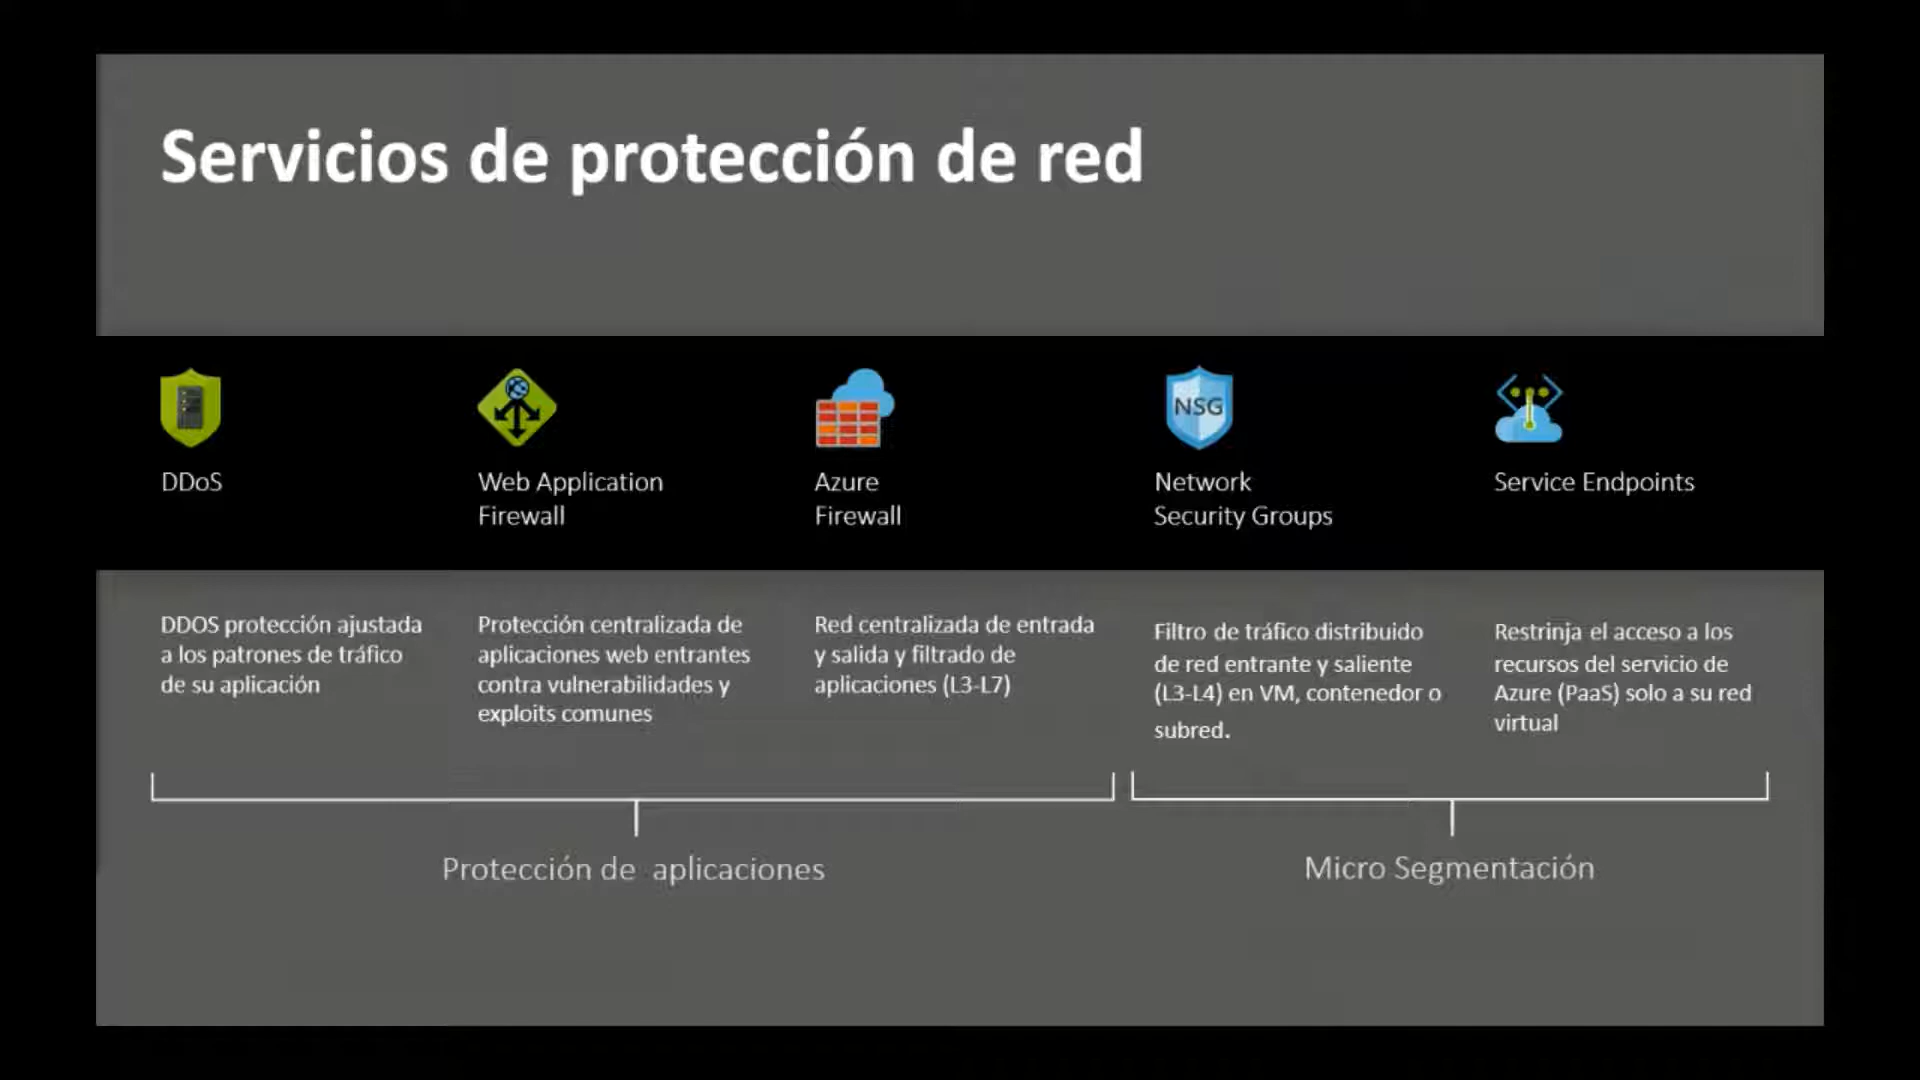 Servicios de protección de red
DDoS
Web Application
Firewall
Azure
Firewall
NSG
Network
Security Groups
Service Endpoints
DDOS protección ajustada
a los patrones de tráfico
de su aplicación
Protección centralizada de
aplicaciones web entrantes
contra vulnerabilidades y
exploits comunes
Red centralizada de entrada
y salida y filtrado de
aplicaciones (L3-L7)
Filtro de tráfico distribuido
de red entrante y saliente
(L3-L4) en VM, contenedor o
subred.
Restrinja el acceso a los
recursos del servicio de
Azure (PaaS) solo a su red
virtual
Protección de aplicaciones
Micro Segmentación